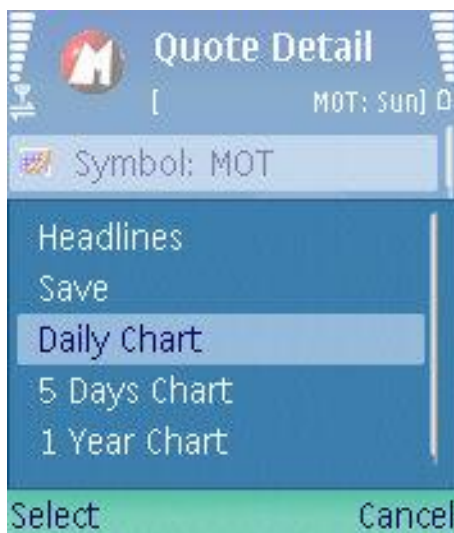 Quote Detail
[ MOT: Sun]
Symbol: MOT
Headlines
Save
Daily Chart
5 Days Chart
1 Year Chart
Select Cancel